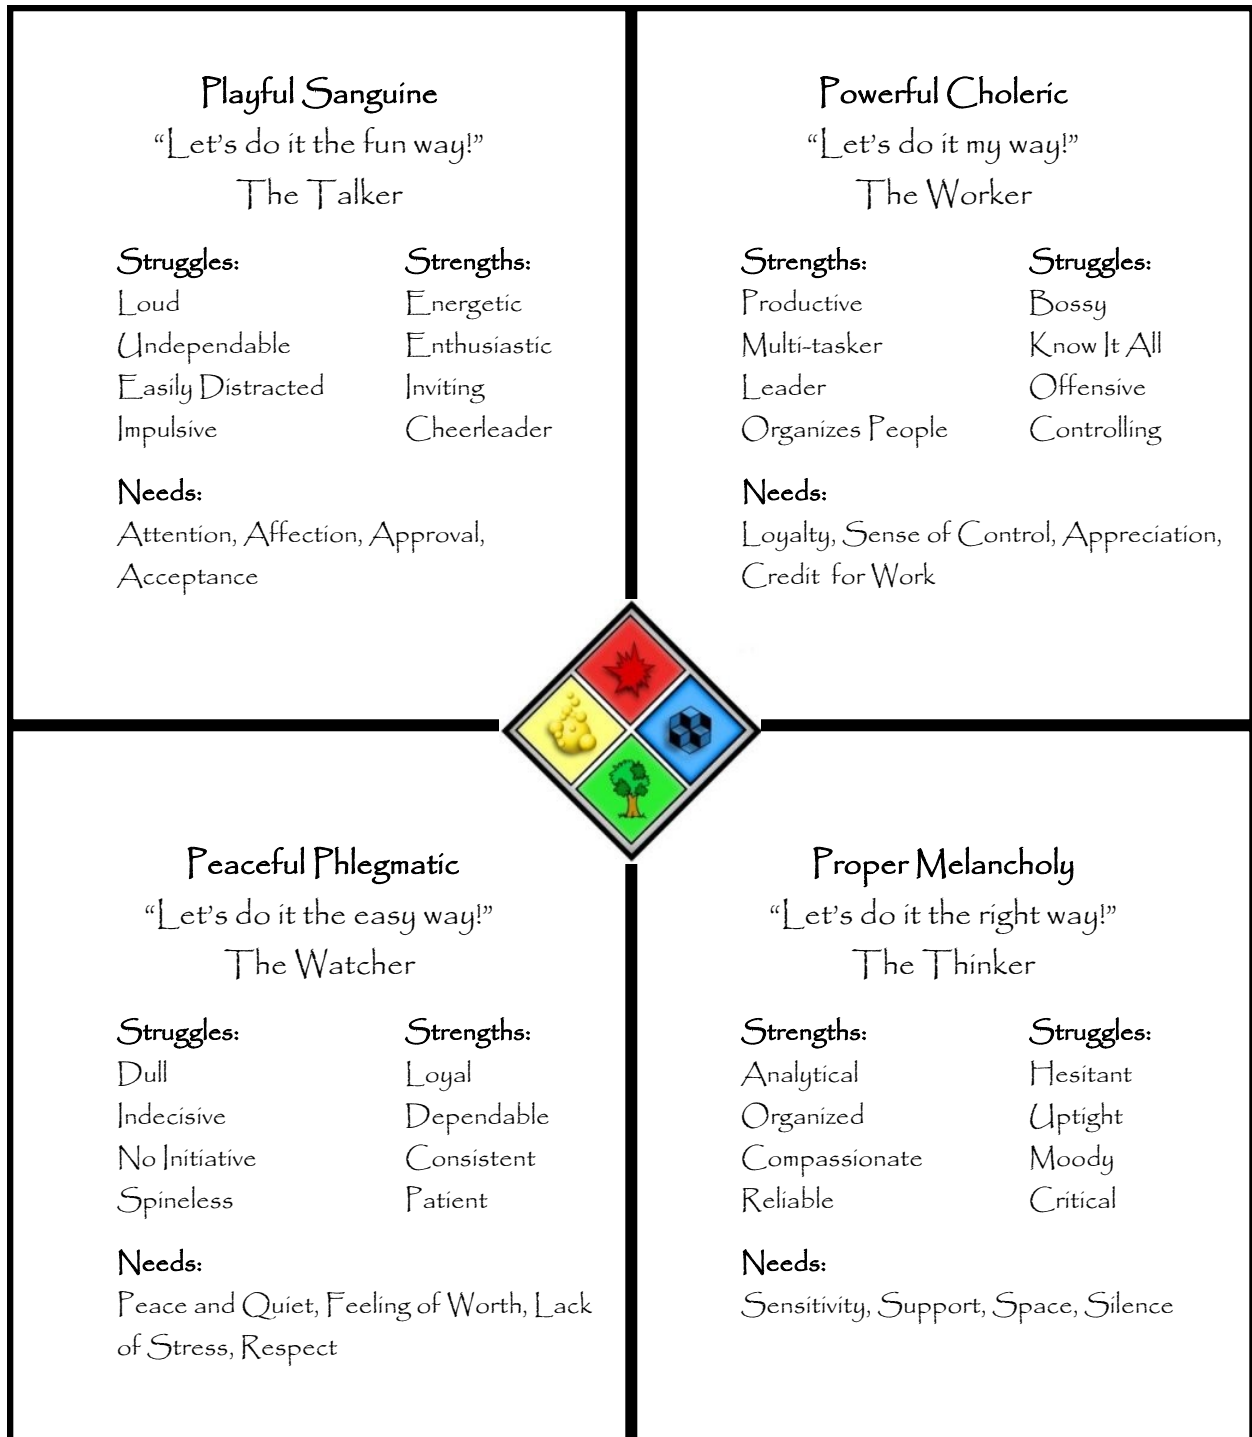 Playful Sanguine
“Let’s do it the fun way!”
The Talker
Struggles: Strengths:
Loud Energetic
Undependable Enthusiastic
Easily Distracted Inviting
Impulsive Cheerleader
Needs:
Attention, Affection, Approval,
Acceptance
Powerful Choleric
“Let’s do it my way!”
The Worker
Strengths: Struggles:
Productive Bossy
Multi-tasker Know It All
Leader Offensive
Organizes People Controlling
Needs:
Loyalty, Sense of Control, Appreciation,
Credit for Work
Peaceful Phlegmatic
“Let’s do it the easy way!”
The Watcher
Struggles: Strengths:
Dull Loyal
Indecisive Dependable
No Initiative Consistent
Spineless Patient
Needs:
Peace and Quiet, Feeling of Worth, Lack
of Stress, Respect
Proper Melancholy
“Let’s do it the right way!”
The Thinker
Strengths: Struggles:
Analytical Hesitant
Organized Uptight
Compassionate Moody
Reliable Critical
Needs:
Sensitivity, Support, Space, Silence